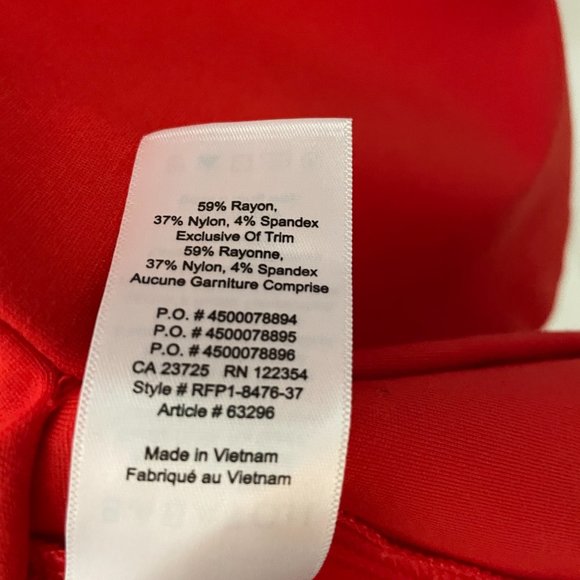 59% Rayon,
37% Nylon, 4% Spandex
Exclusive Of Trim
59% Rayonne,
37% Nylon, 4% Spandex
Aucune Garniture Comprise
P.O. # 4500078894
P.O. # 4500078895
P.O. # 4500078896
CA 23725 RN 122354
Style # RFP1-8476-37
Article # 63296
Made in Vietnam
Fabriqué au Vietnam